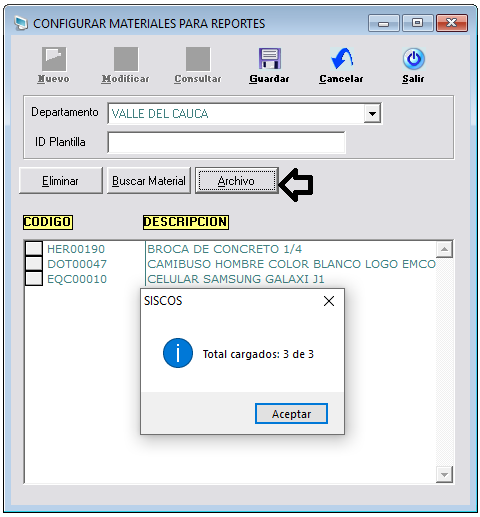 CONFIGURAR MATERIALES PARA REPORTES
Nuevo Modificar Consultar Guardar Cancelar Salir
Departamento VALLE DEL CAUCA
ID Plantilla
Eliminar Buscar Material Archivo
CODIGO DESCRIPCION
HER00190 BROCA DE CONCRETO 1/4
DOT00047 CAMIBUSO HOMBRE COLOR BLANCO LOGO EMCO
EQC00010 CELULAR SAMSUNG GALAXI J1
SISCOS
Total cargados: 3 de 3
Aceptar